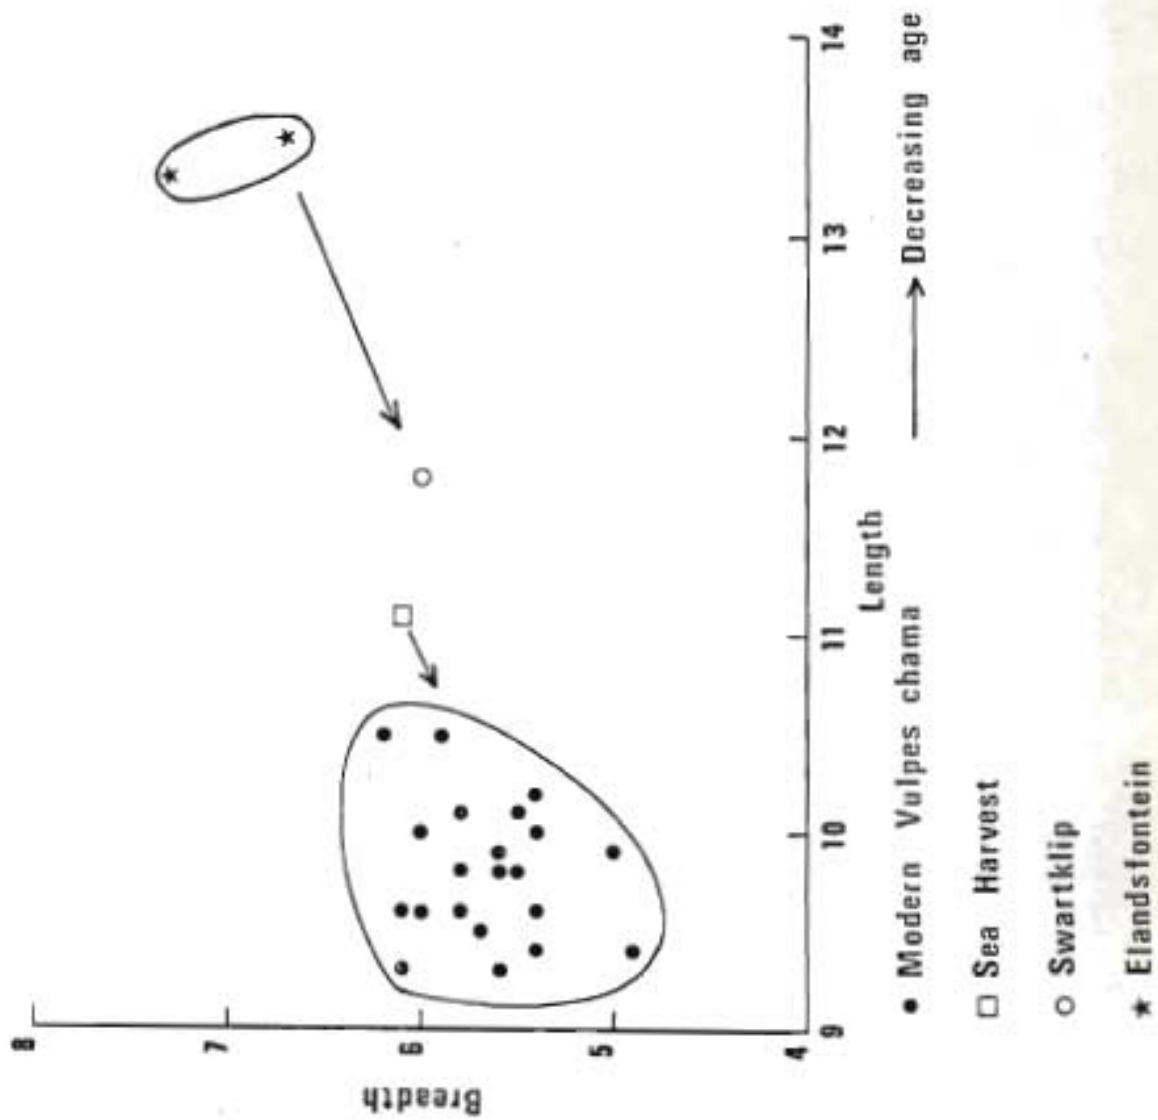 Breadth
8
7
6
5
4
9
10
11
12
13
14
Length
● Modern Vulpes chama
⟶ Decreasing age
□ Sea Harvest
○ Swartklip
★ Elandsfontein